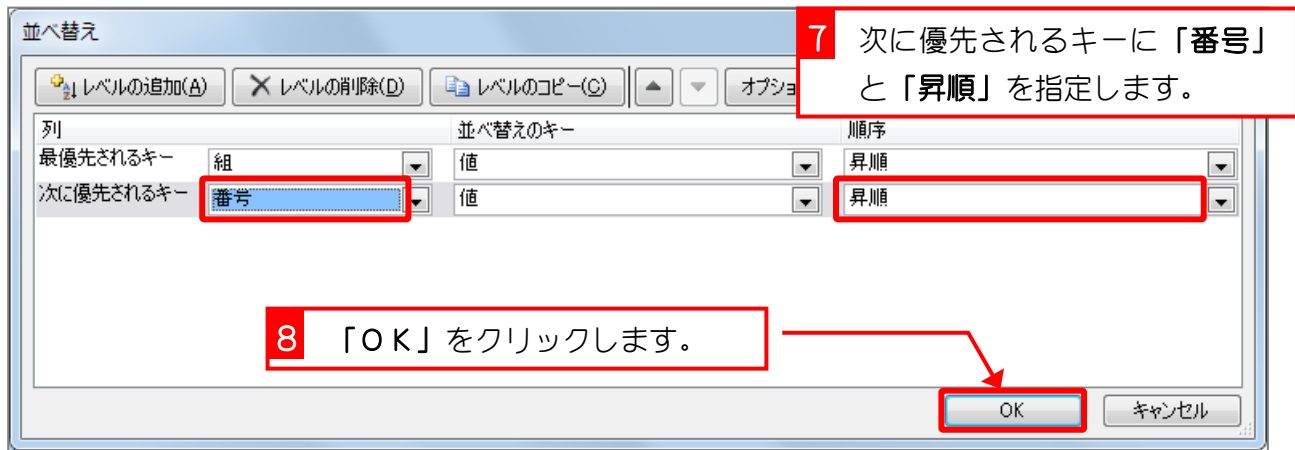 並べ替え
7 次に優先されるキーに「番号」
と「昇順」を指定します。
レベルの追加(A) レベルの削除(D) レベルのコピー(C) オプショ
列 並べ替えのキー 順序
最優先されるキー 組 値 昇順
次に優先されるキー 番号 値 昇順
8 「ＯＫ」をクリックします。
OK キャンセル